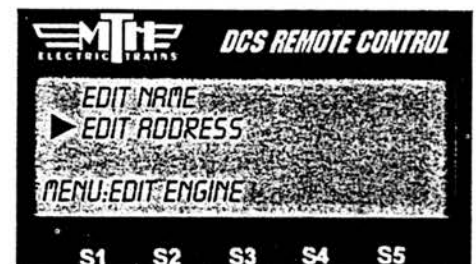 MTH
ELECTRIC TRAINS
DCS REMOTE CONTROL
EDIT NAME
EDIT ADDRESS
MENU:EDIT ENGINE
S1 S2 S3 S4 S5